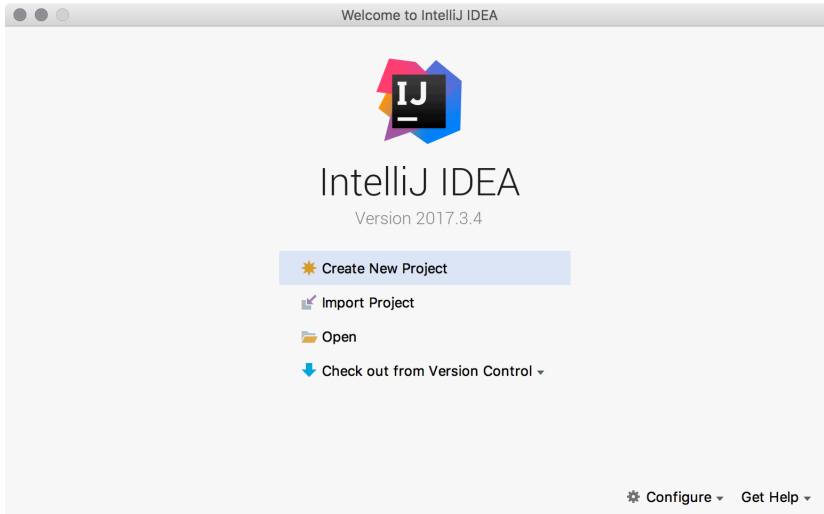 Welcome to IntelliJ IDEA
IJ
IntelliJ IDEA
Version 2017.3.4
Create New Project
Import Project
Open
Check out from Version Control
Configure
Get Help